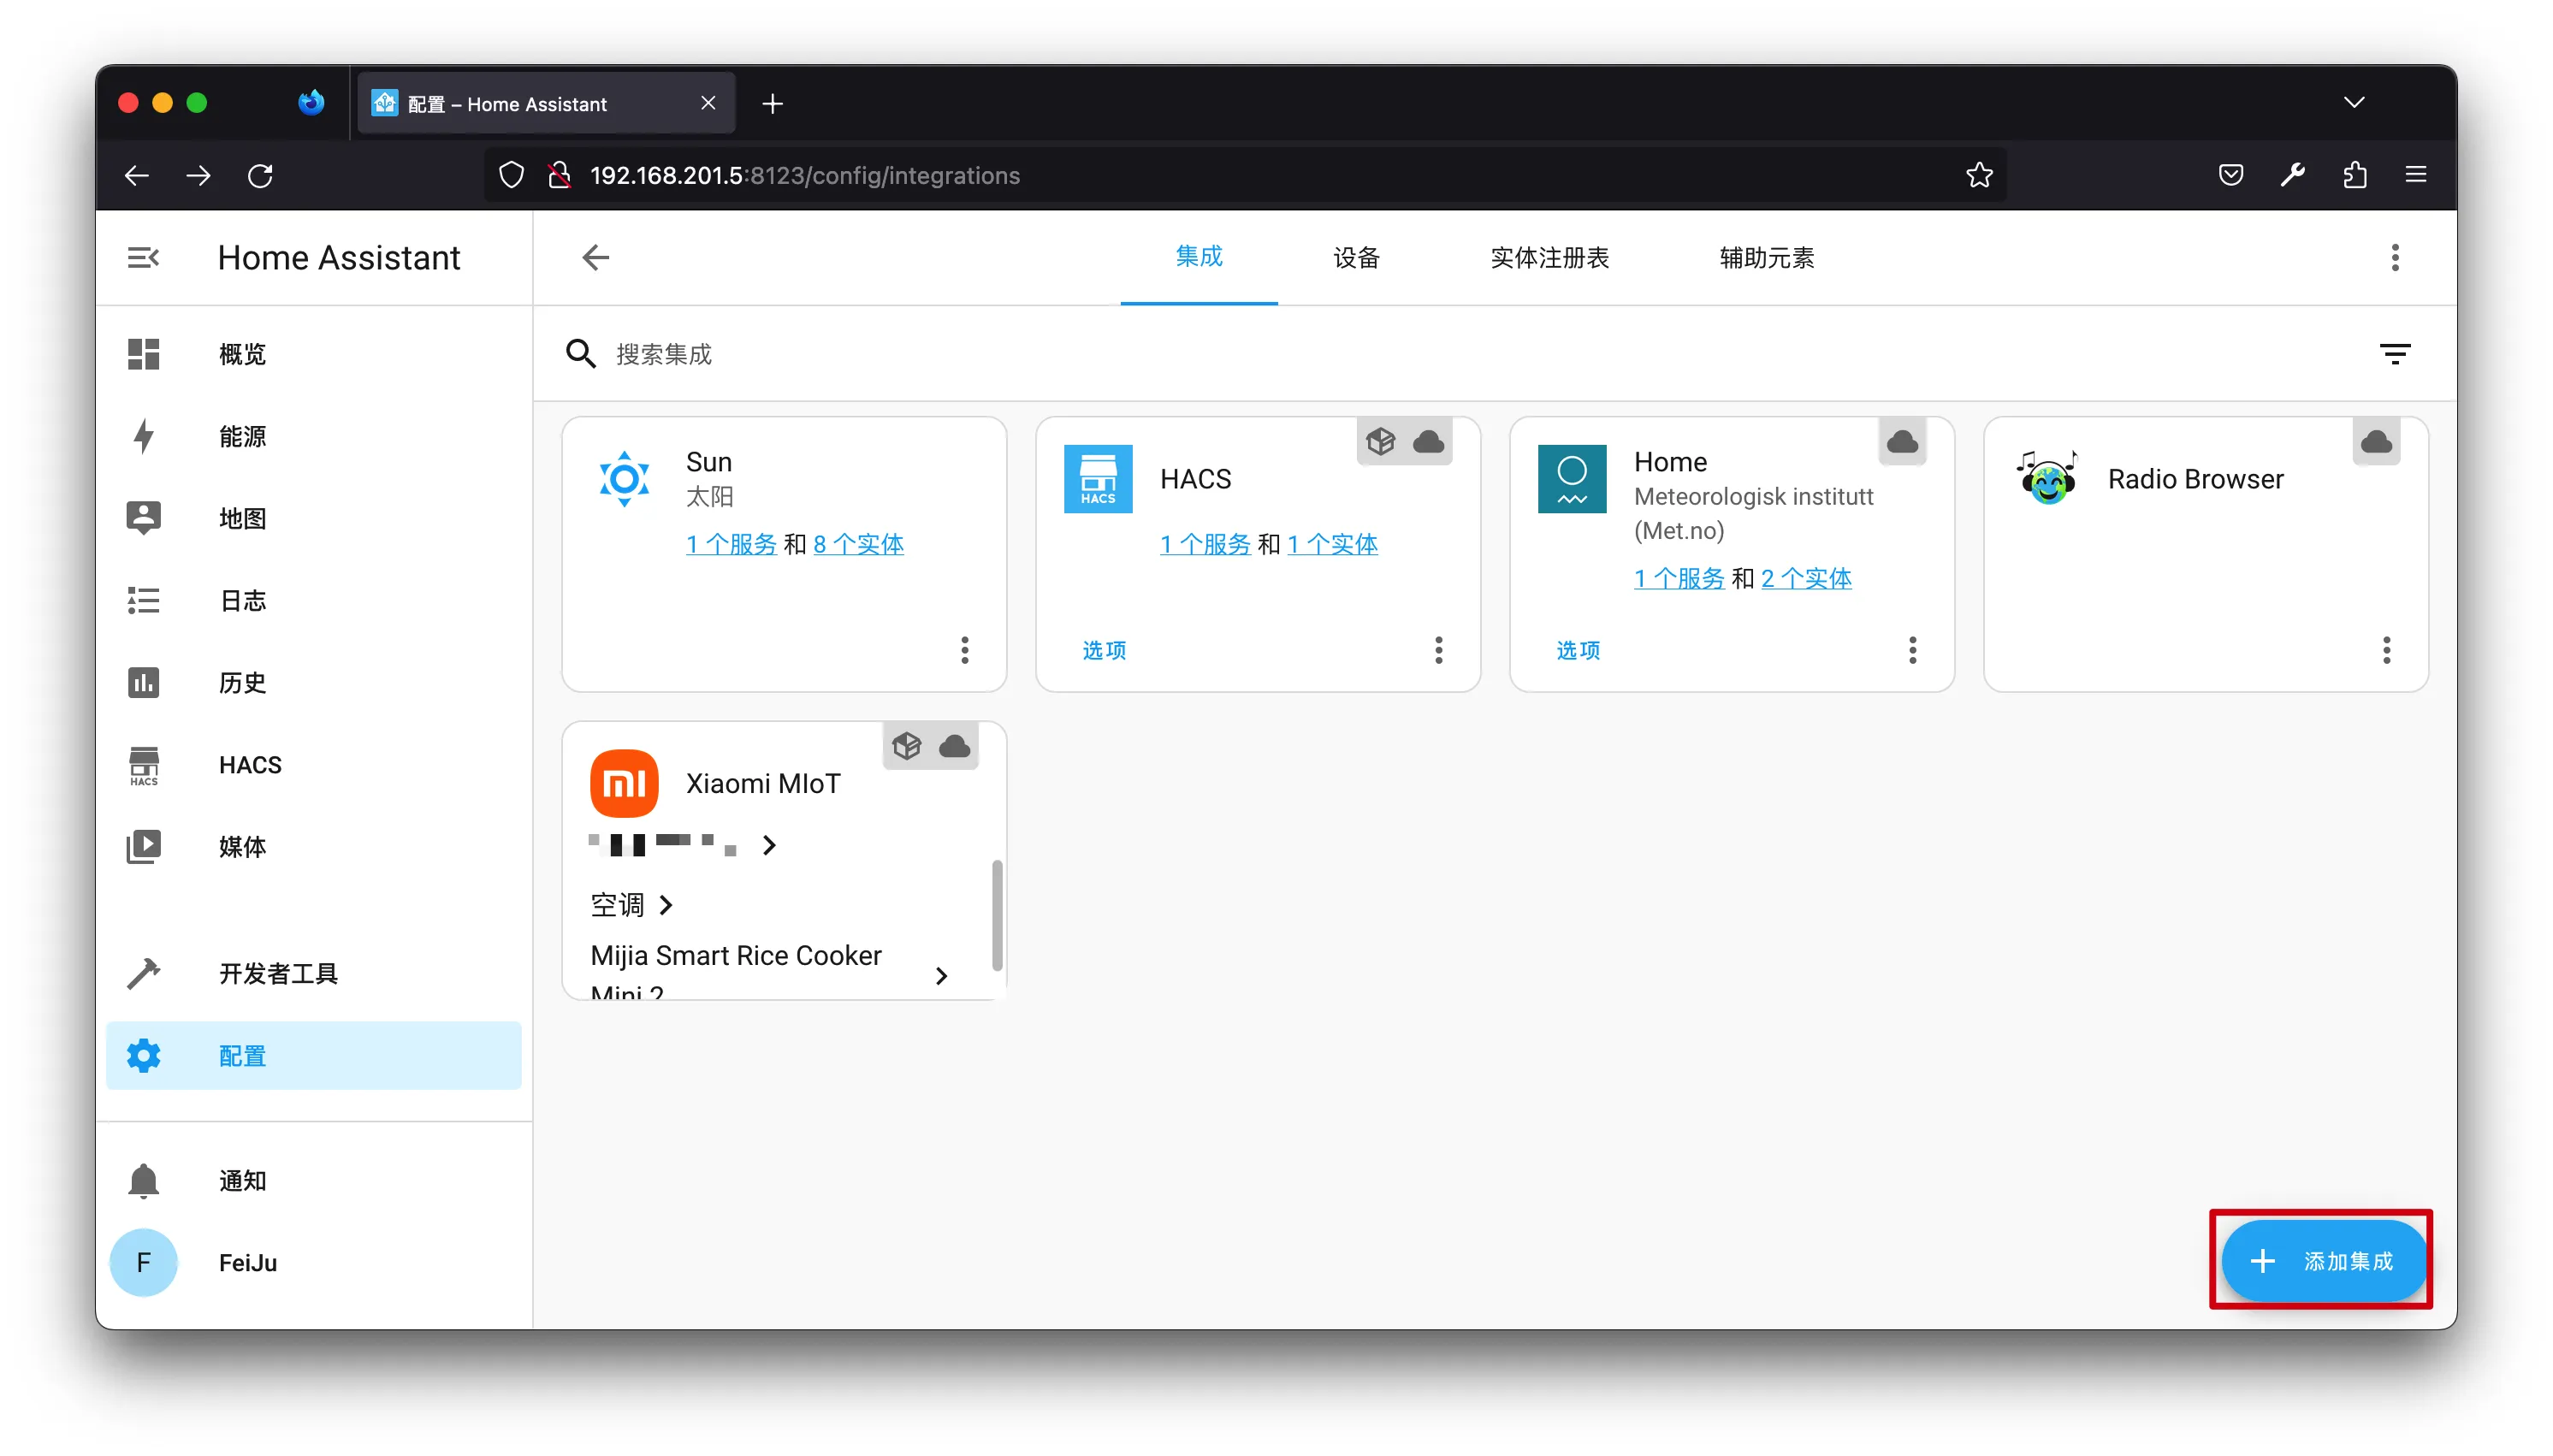 配置 – Home Assistant
192.168.201.5:8123/config/integrations
Home Assistant
集成
设备
实体注册表
辅助元素
概览
能源
地图
日志
历史
HACS
HACS
媒体
开发者工具
配置
通知
F
FeiJu
搜索集成
Sun
太阳
1 个服务 和 8 个实体
HACS
HACS
1 个服务 和 1 个实体
选项
Home
Meteorologisk institutt
(Met.no)
1 个服务 和 2 个实体
选项
Radio Browser
Xiaomi MIoT
空调
Mijia Smart Rice Cooker
Mini 2
添加集成